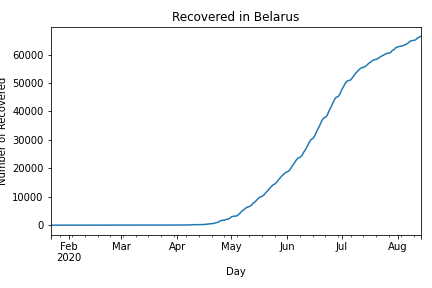 Recovered in Belarus
Number of Recovered
60000
50000
40000
30000
20000
10000
0
Feb
2020
Mar
Apr
May
Jun
Jul
Aug
Day